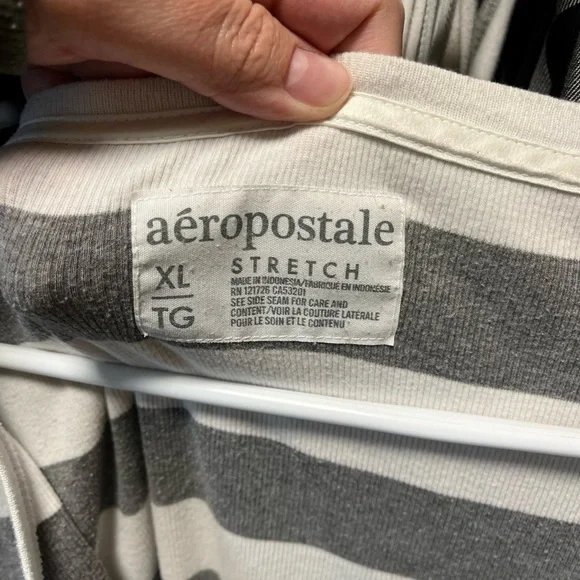 aéropostale
XL
TG
STRETCH
MADE IN INDONESIA/FABRIQUÉ EN INDONÉSIE
RN 121726 CA53201
SEE SIDE SEAM FOR CARE AND
CONTENT/VOIR LA COUTURE LATÉRALE
POUR LE SOIN ET LE CONTENU